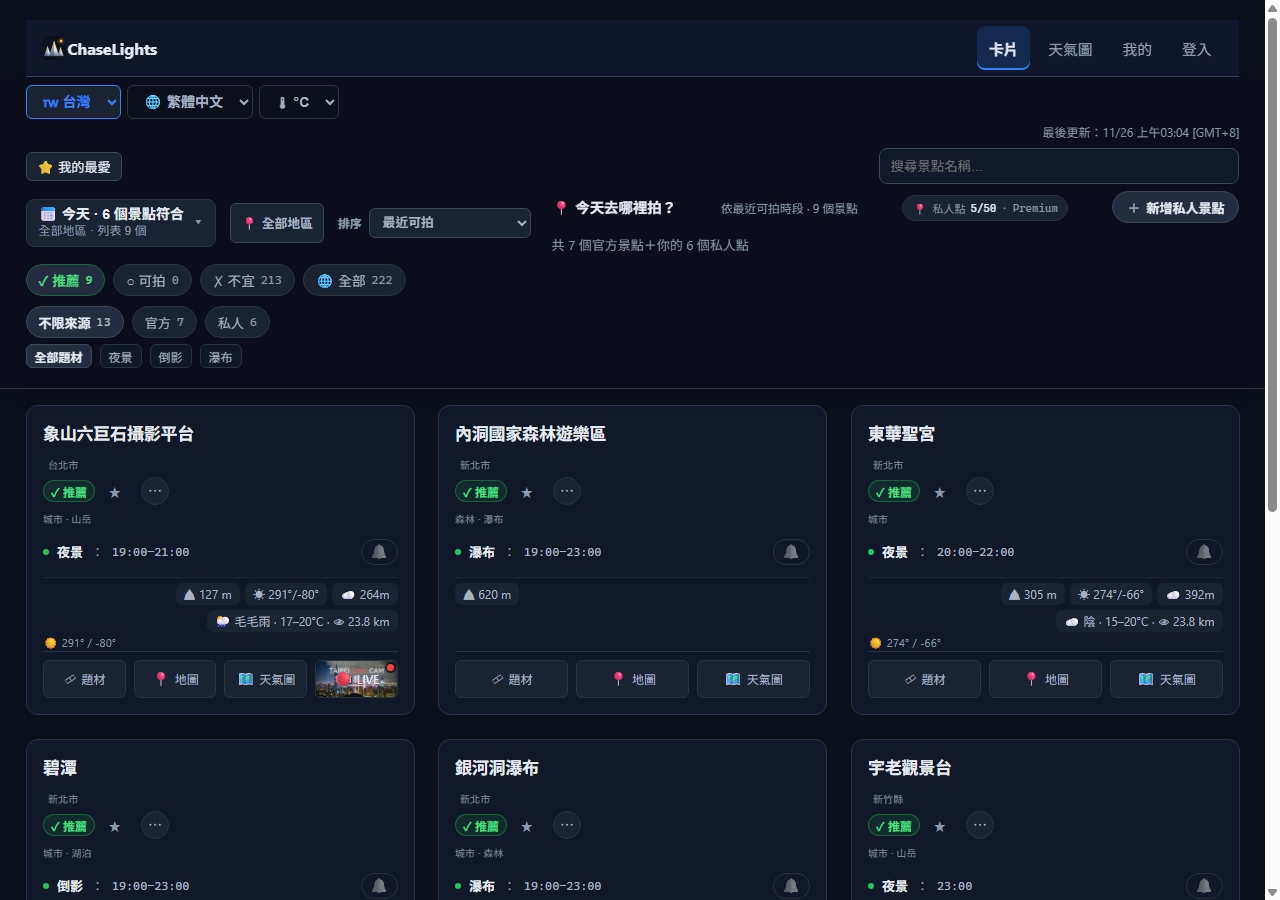 ChaseLights
卡片 天氣圖 我的 登入
TW 台灣 繁體中文 °C
最後更新：11/26 上午03:04 [GMT+8]
我的最愛 搜尋景點名稱...
今天 · 6 個景點符合
全部地區 · 列表 9 個
全部地區 排序 最近可拍
今天去哪裡拍？ 依最近可拍時段 · 9 個景點 私人點 5/50 · Premium ＋ 新增私人景點
共 7 個官方景點＋你的 6 個私人點
✓ 推薦 9 ○ 可拍 0 ╳ 不宜 213 全部 222
不限來源 13 官方 7 私人 6
全部題材 夜景 倒影 瀑布
象山六巨石攝影平台
台北市
✓ 推薦 ★ ⋯
城市 · 山岳
夜景 ： 19:00–21:00
127 m 291°/-80° 264m
毛毛雨 · 17–20°C · 23.8 km
291° / -80°
題材 地圖 天氣圖 LIVE
內洞國家森林遊樂區
新北市
✓ 推薦 ★ ⋯
森林 · 瀑布
瀑布 ： 19:00–23:00
620 m
題材 地圖 天氣圖
東華聖宮
新北市
✓ 推薦 ★ ⋯
城市
夜景 ： 20:00–22:00
305 m 274°/-66° 392m
陰 · 15–20°C · 23.8 km
274° / -66°
題材 地圖 天氣圖
碧潭
新北市
✓ 推薦 ★ ⋯
城市 · 湖泊
倒影 ： 19:00–23:00
銀河洞瀑布
新北市
✓ 推薦 ★ ⋯
城市 · 森林
瀑布 ： 19:00–23:00
宇老觀景台
新竹縣
✓ 推薦 ★ ⋯
城市 · 山岳
夜景 ： 23:00